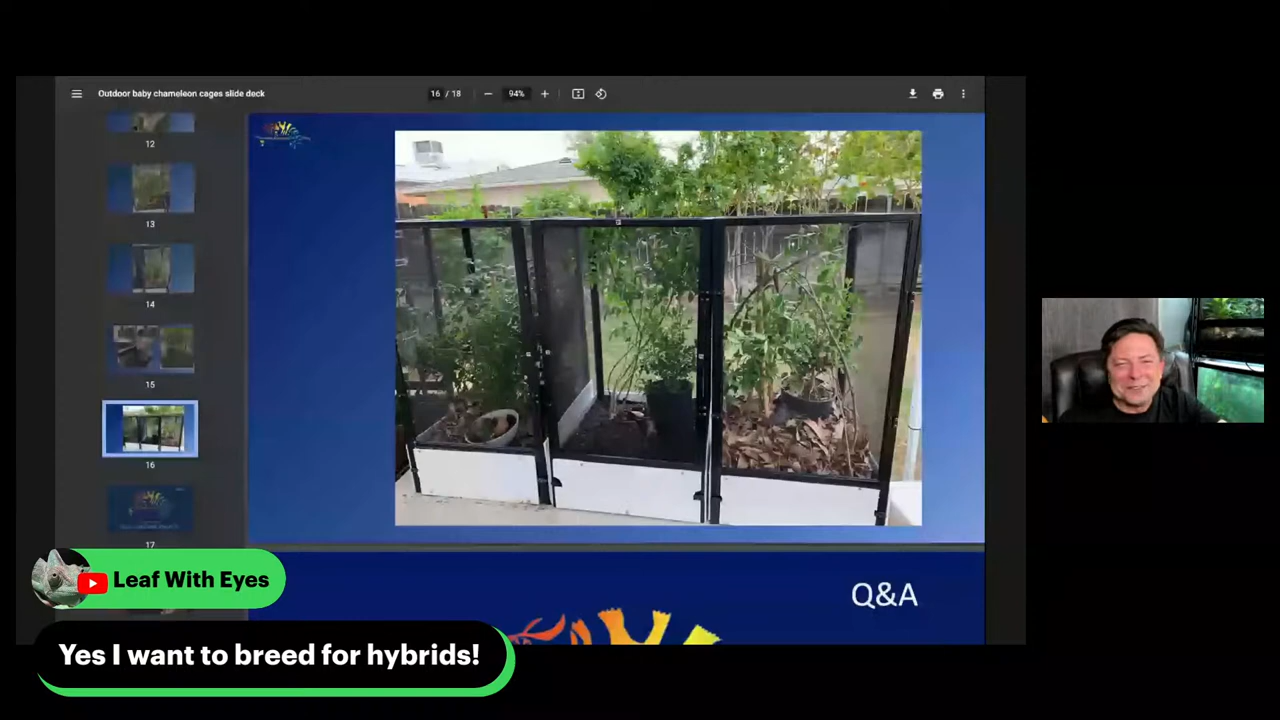 Outdoor baby chameleon cages slide deck
16 / 18
94%
12
13
14
15
16
17
Q&A
Leaf With Eyes
Yes I want to breed for hybrids!